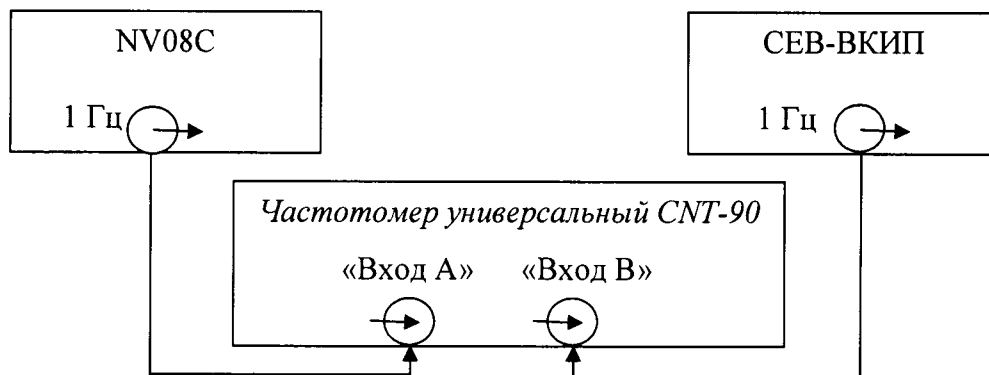 NV08C
СЕВ-ВКИП
1 Гц
1 Гц
Частотомер универсальный CNT-90
«Вход А» «Вход В»